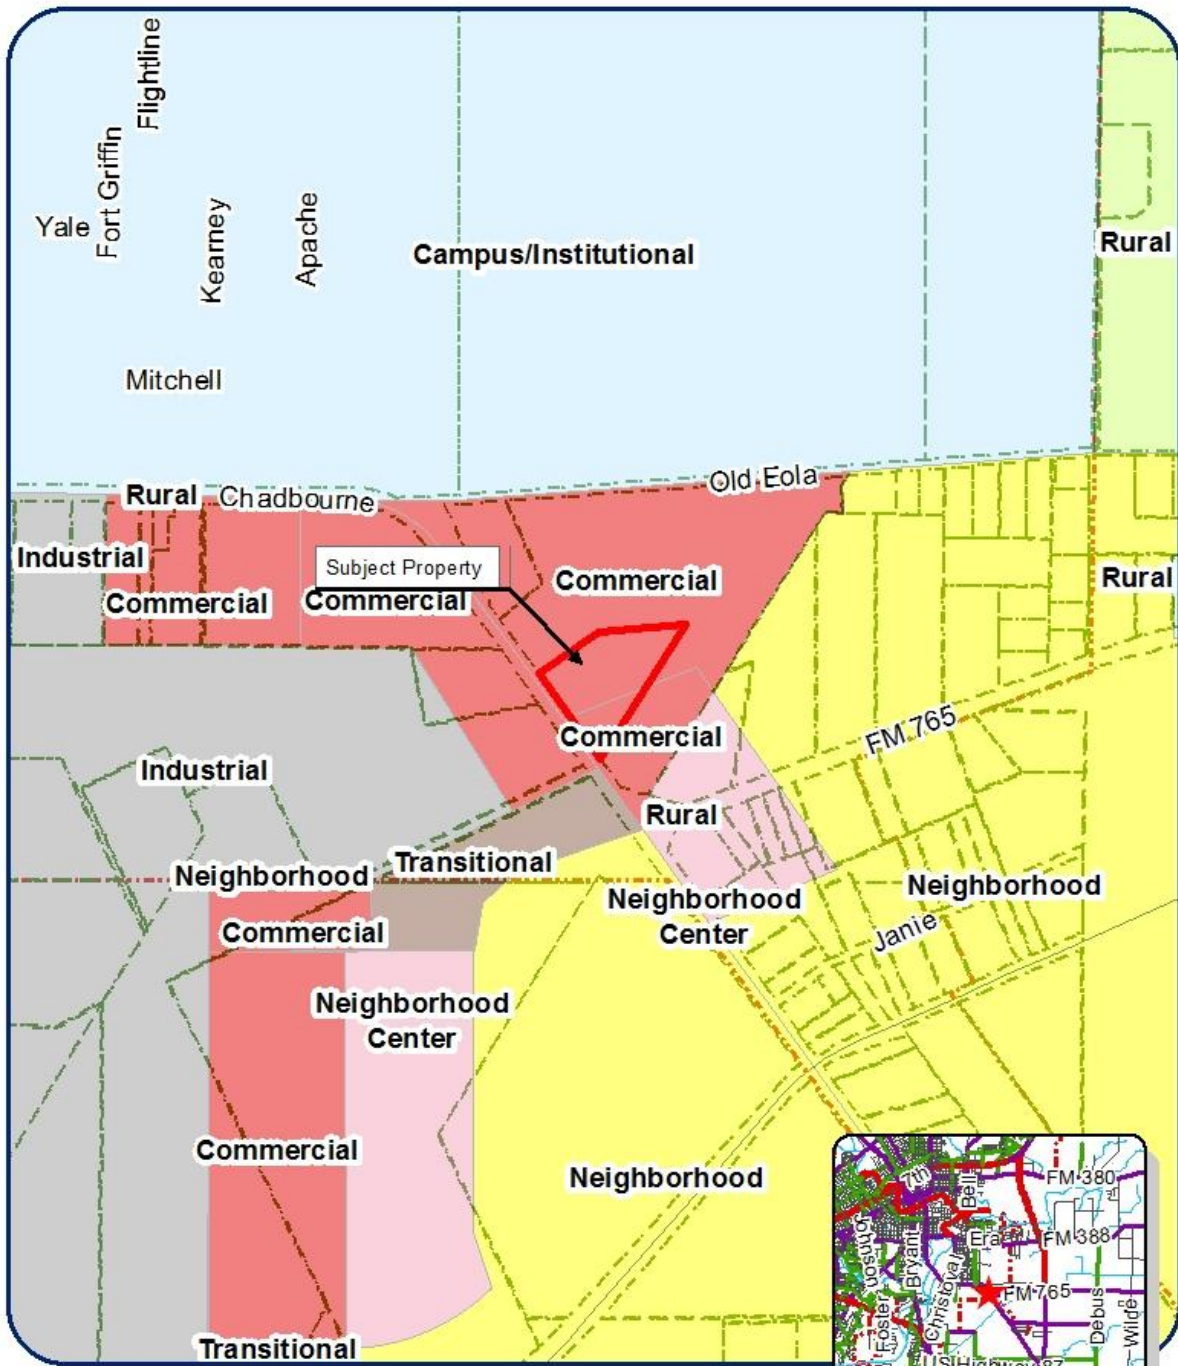 Flightline
Fort Griffin
Yale
Kearney
Apache
Campus/Institutional
Rural
Mitchell
Rural
Chadbourne
Old Eola
Industrial
Subject Property
Commercial
Rural
Commercial
Commercial
FM 765
Commercial
Industrial
Rural
Transitional
Neighborhood
Neighborhood
Neighborhood
Center
Janie
Commercial
Neighborhood
Center
Commercial
Neighborhood
7th
FM 380
Bell
Johnson
Bryant
Era
FM 388
Christoval
FM 765
Foster
Debus
Wilde
Transitional
US Highway 87